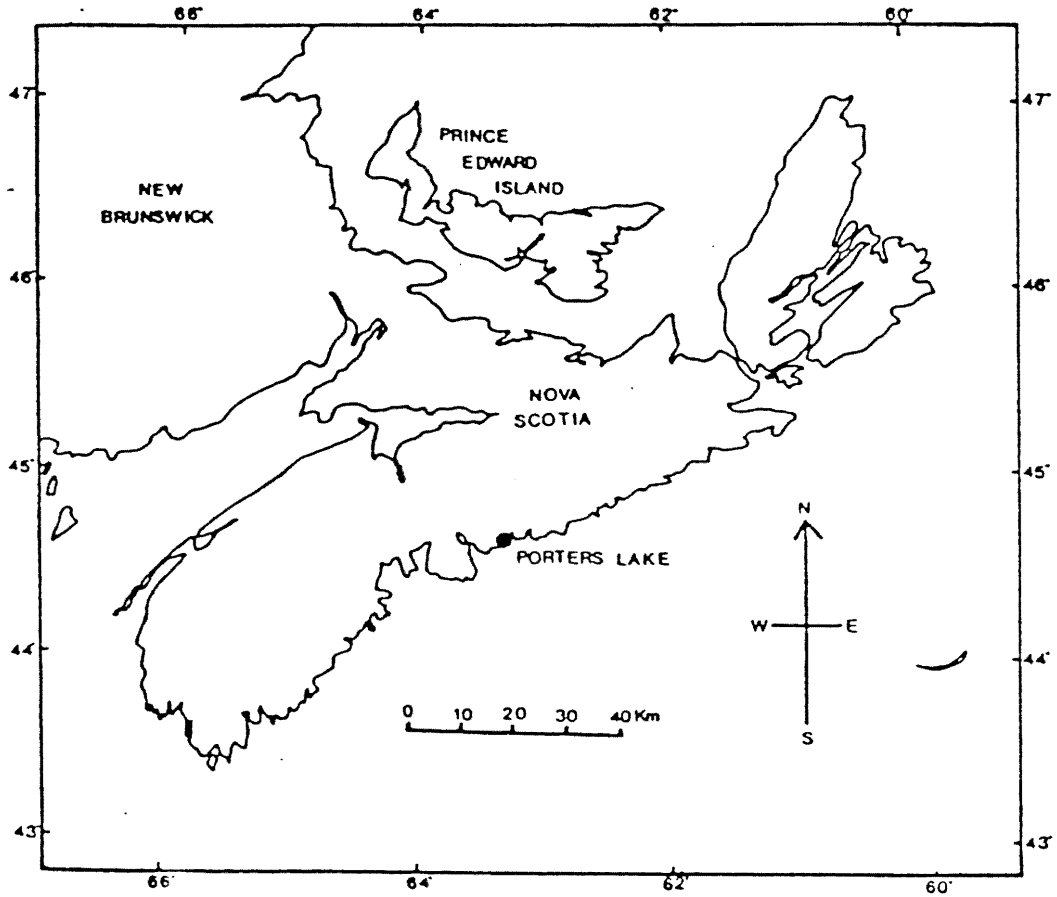 66° 64° 62° 60°
47° 47°
PRINCE
EDWARD
ISLAND
NEW
BRUNSWICK
46° 46°
NOVA
SCOTIA
45° 45°
N
PORTERS LAKE
W E
44° 44°
0 10 20 30 40 Km
S
43° 43°
66° 64° 62° 60°